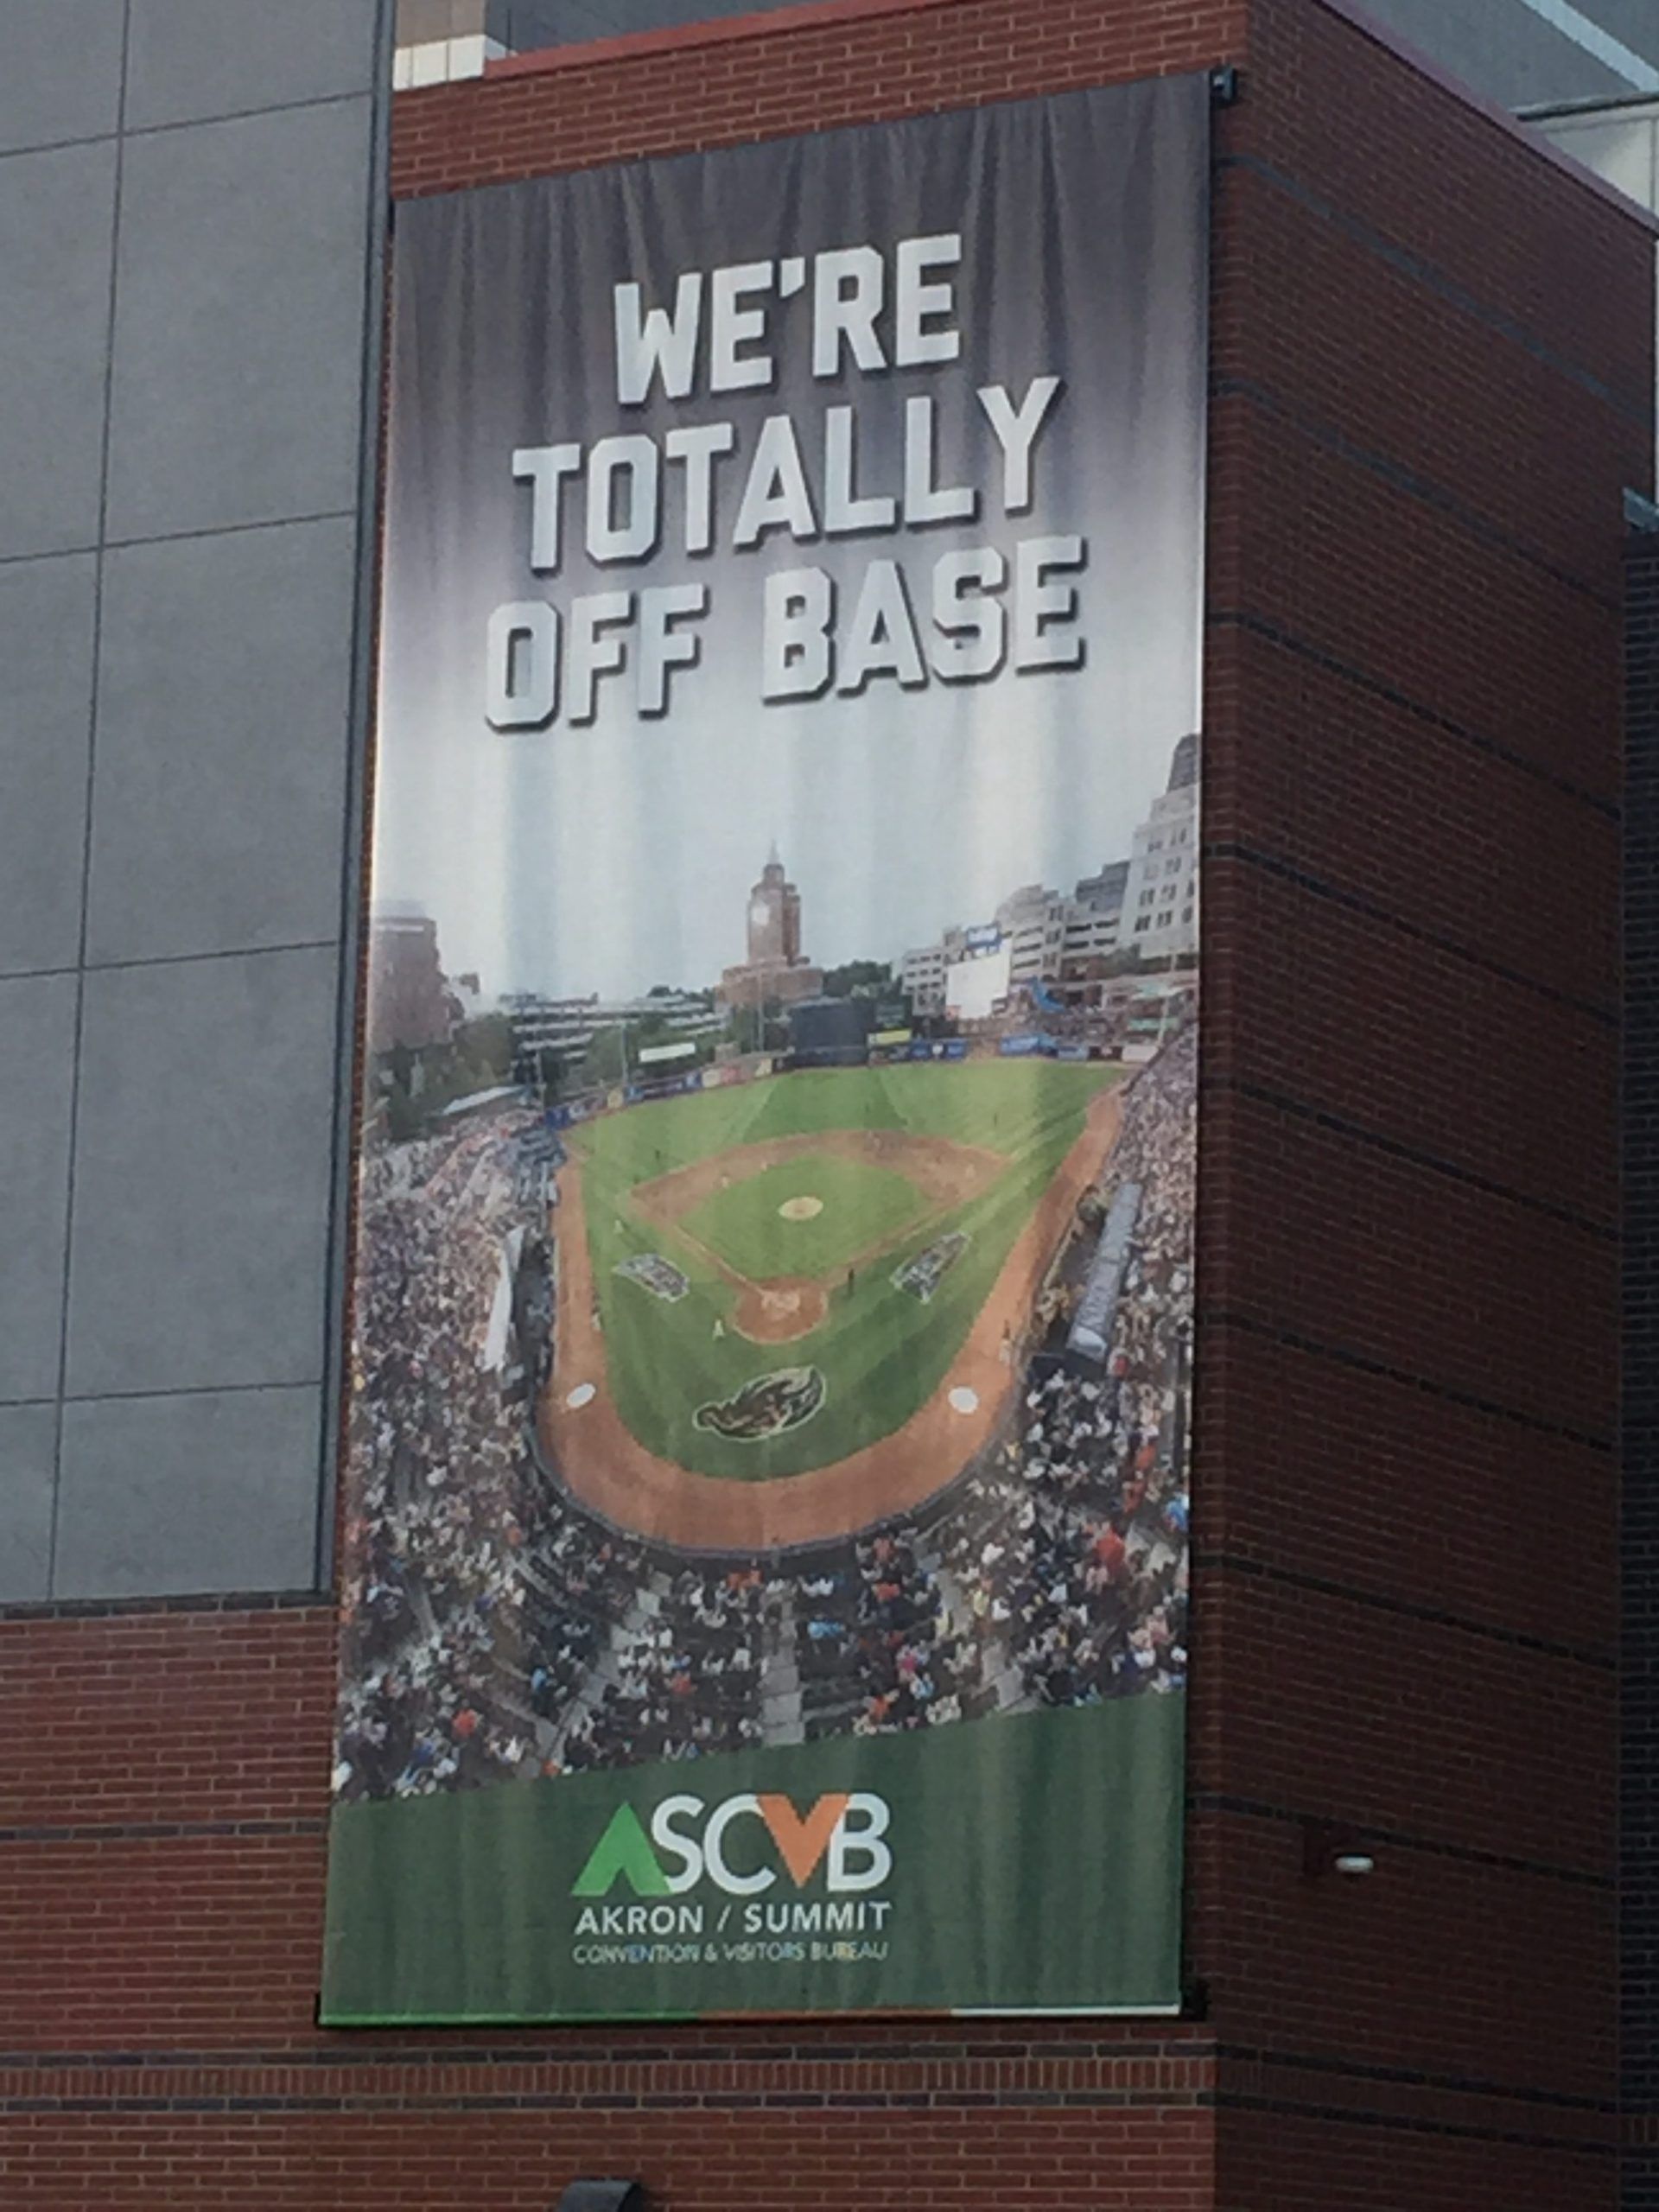 WE'RE
TOTALLY
OFF BASE
ASCVB
AKRON / SUMMIT
CONVENTION & VISITORS BUREAU